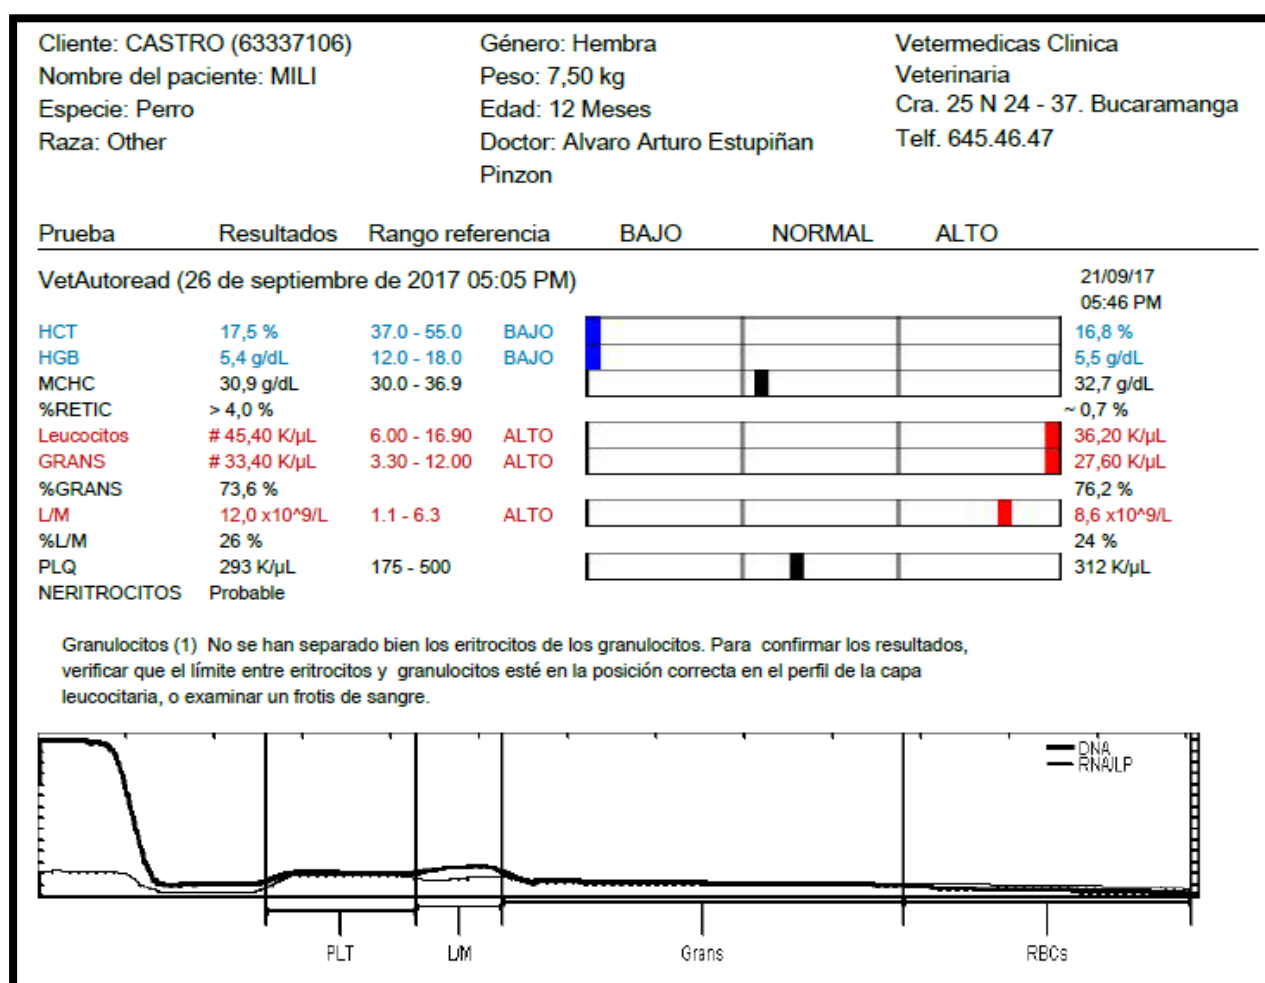 Cliente: CASTRO (63337106) Género: Hembra Vetermedicas Clinica
Nombre del paciente: MILI Peso: 7,50 kg Veterinaria
Especie: Perro Edad: 12 Meses Cra. 25 N 24 - 37. Bucaramanga
Raza: Other Doctor: Alvaro Arturo Estupiñan Telf. 645.46.47
Pinzon
Prueba Resultados Rango referencia BAJO NORMAL ALTO
VetAutoread (26 de septiembre de 2017 05:05 PM) 21/09/17
05:46 PM
HCT 17,5 % 37.0 - 55.0 BAJO 16,8 %
HGB 5,4 g/dL 12.0 - 18.0 BAJO 5,5 g/dL
MCHC 30,9 g/dL 30.0 - 36.9 32,7 g/dL
%RETIC > 4,0 % ~ 0,7 %
Leucocitos # 45,40 K/µL 6.00 - 16.90 ALTO 36,20 K/µL
GRANS # 33,40 K/µL 3.30 - 12.00 ALTO 27,60 K/µL
%GRANS 73,6 % 76,2 %
L/M 12,0 x10^9/L 1.1 - 6.3 ALTO 8,6 x10^9/L
%L/M 26 % 24 %
PLQ 293 K/µL 175 - 500 312 K/µL
NERITROCITOS Probable
Granulocitos (1) No se han separado bien los eritrocitos de los granulocitos. Para confirmar los resultados,
verificar que el límite entre eritrocitos y granulocitos esté en la posición correcta en el perfil de la capa
leucocitaria, o examinar un frotis de sangre.
DNA
RNA/LP
PLT L/M Grans RBCs